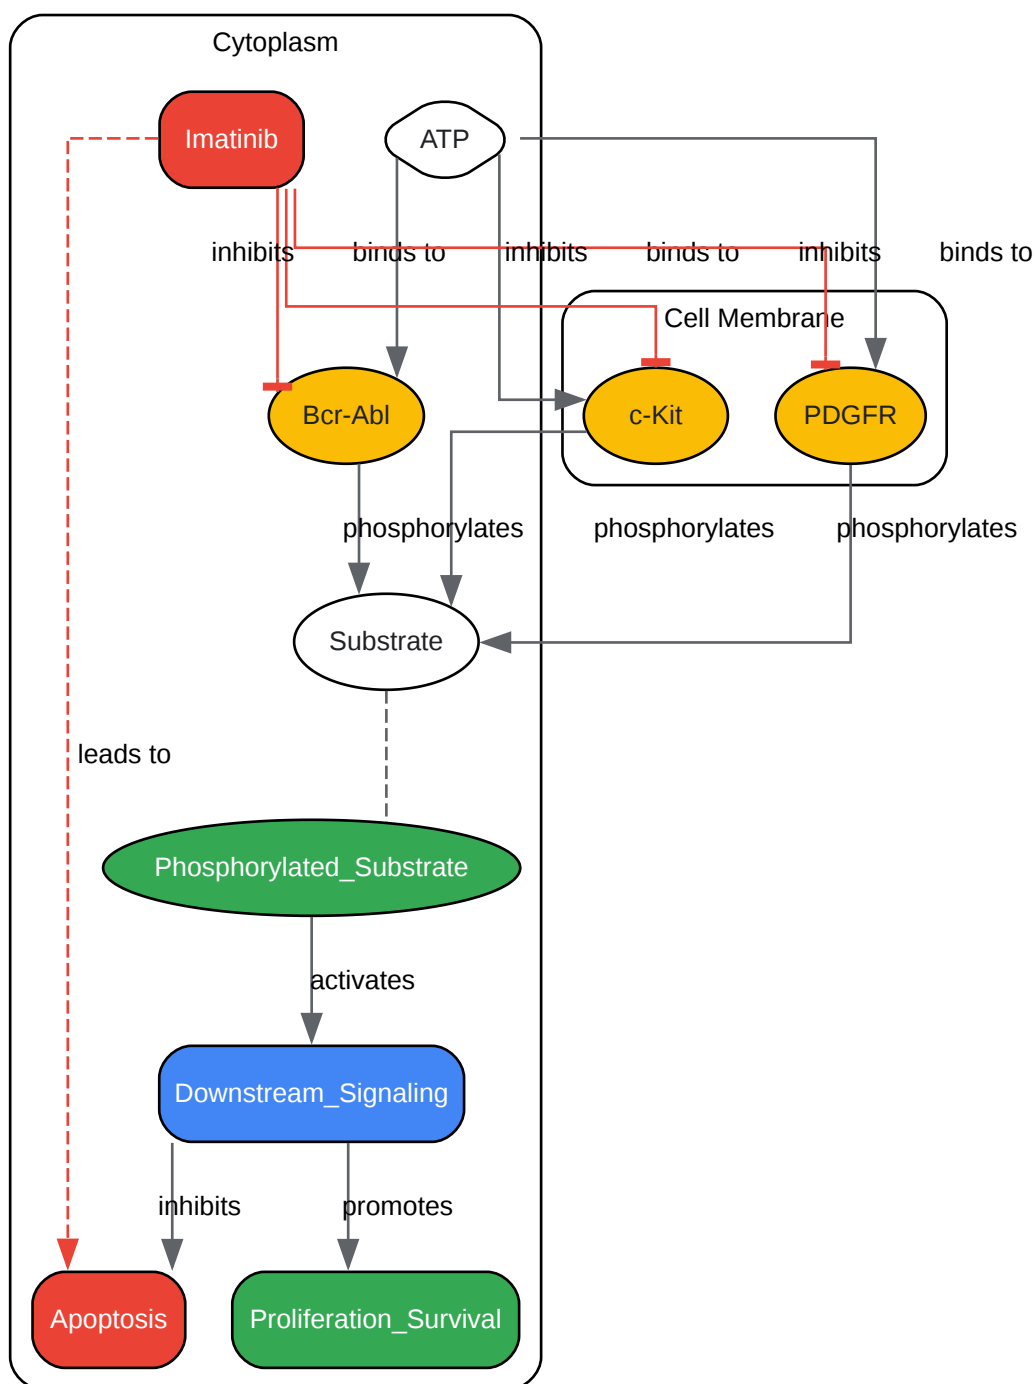 Cytoplasm
Imatinib
ATP
inhibits
binds to
inhibits
binds to
inhibits
binds to
Cell Membrane
Bcr-Abl
c-Kit
PDGFR
phosphorylates
phosphorylates
phosphorylates
Substrate
leads to
Phosphorylated_Substrate
activates
Downstream_Signaling
inhibits
promotes
Apoptosis
Proliferation_Survival